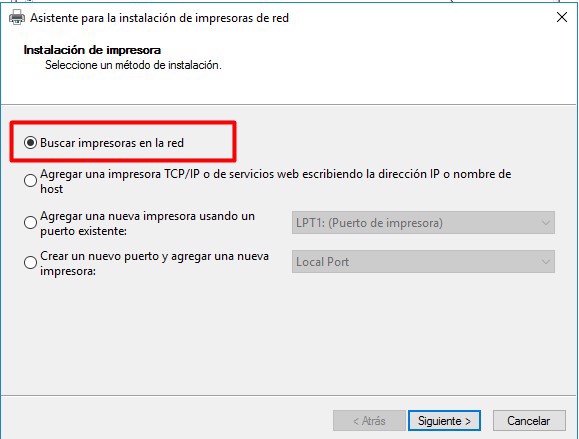 Asistente para la instalación de impresoras de red
Instalación de impresora
Seleccione un método de instalación.
Buscar impresoras en la red
Agregar una impresora TCP/IP o de servicios web escribiendo la dirección IP o nombre de
host
Agregar una nueva impresora usando un
puerto existente:
LPT1: (Puerto de impresora)
Crear un nuevo puerto y agregar una nueva
impresora:
Local Port
< Atrás
Siguiente >
Cancelar